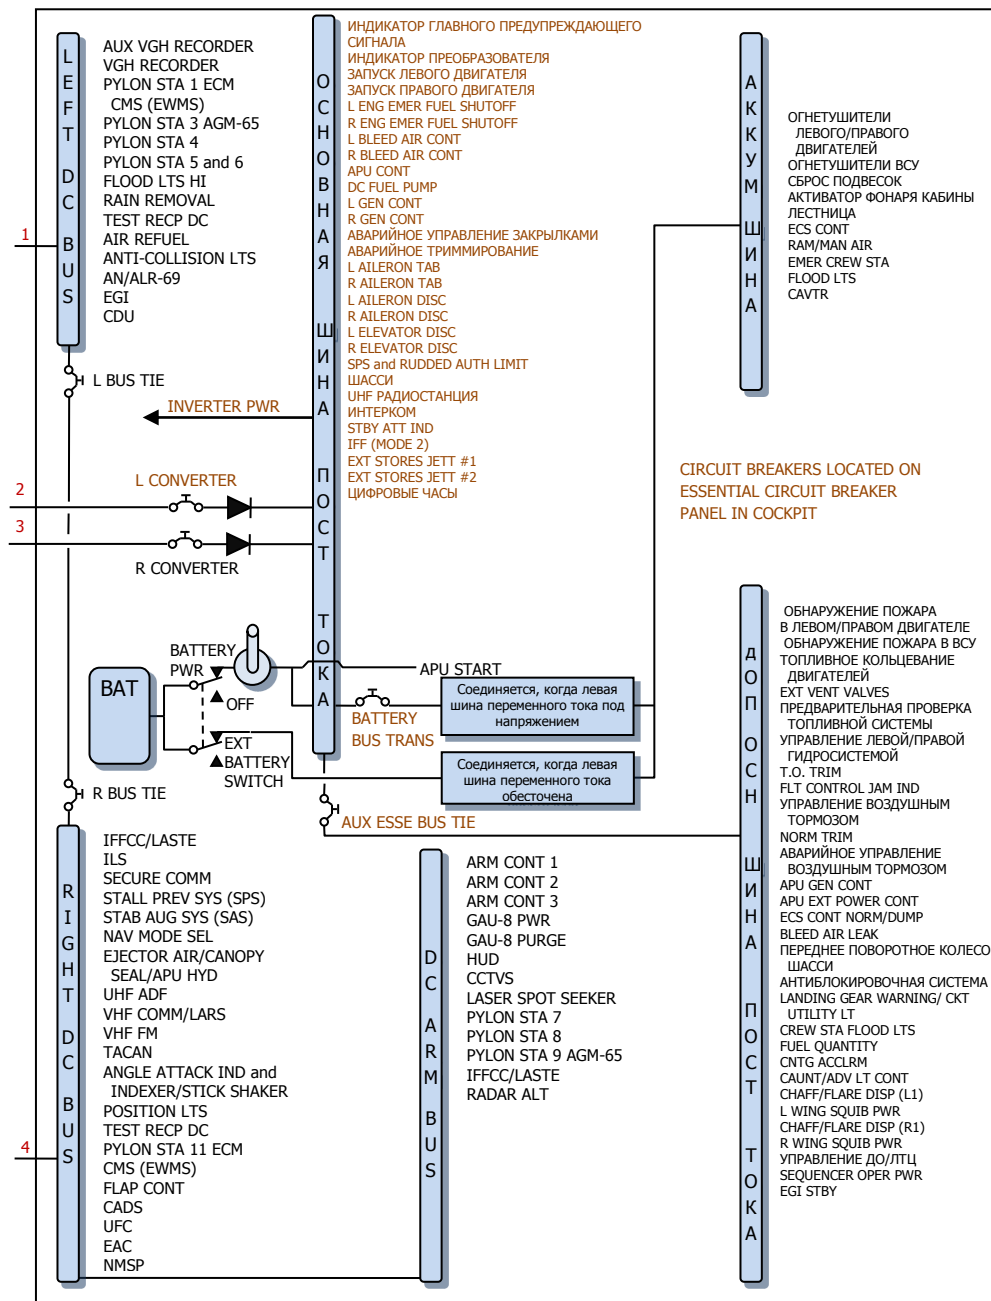 LEFT DC BUS
AUX VGH RECORDER
VGH RECORDER
PYLON STA 1 ECM
CMS (EWMS)
PYLON STA 3 AGM-65
PYLON STA 4
PYLON STA 5 and 6
FLOOD LTS HI
RAIN REMOVAL
TEST RECP DC
AIR REFUEL
ANTI-COLLISION LTS
AN/ALR-69
EGI
CDU
1
L BUS TIE
INVERTER PWR
2
L CONVERTER
3
R CONVERTER
ОСНОВНАЯ ШИНА ПОСТ ТОКА
ИНДИКАТОР ГЛАВНОГО ПРЕДУПРЕЖДАЮЩЕГО
СИГНАЛА
ИНДИКАТОР ПРЕОБРАЗОВАТЕЛЯ
ЗАПУСК ЛЕВОГО ДВИГАТЕЛЯ
ЗАПУСК ПРАВОГО ДВИГАТЕЛЯ
L ENG EMER FUEL SHUTOFF
R ENG EMER FUEL SHUTOFF
L BLEED AIR CONT
R BLEED AIR CONT
APU CONT
DC FUEL PUMP
L GEN CONT
R GEN CONT
АВАРИЙНОЕ УПРАВЛЕНИЕ ЗАКРЫЛКАМИ
АВАРИЙНОЕ ТРИММИРОВАНИЕ
L AILERON TAB
R AILERON TAB
L AILERON DISC
R AILERON DISC
L ELEVATOR DISC
R ELEVATOR DISC
SPS and RUDDED AUTH LIMIT
ШАССИ
UHF РАДИОСТАНЦИЯ
ИНТЕРКОМ
STBY ATT IND
IFF (MODE 2)
EXT STORES JETT #1
EXT STORES JETT #2
ЦИФРОВЫЕ ЧАСЫ
АККУМ ШИНА
ОГНЕТУШИТЕЛИ
ЛЕВОГО/ПРАВОГО
ДВИГАТЕЛЕЙ
ОГНЕТУШИТЕЛИ ВСУ
СБРОС ПОДВЕСОК
АКТИВАТОР ФОНАРЯ КАБИНЫ
ЛЕСТНИЦА
ECS CONT
RAM/MAN AIR
EMER CREW STA
FLOOD LTS
CAVTR
CIRCUIT BREAKERS LOCATED ON
ESSENTIAL CIRCUIT BREAKER
PANEL IN COCKPIT
BAT
BATTERY
PWR
OFF
EXT
BATTERY
SWITCH
APU START
BATTERY
BUS TRANS
Соединяется, когда левая
шина переменного тока под
напряжением
Соединяется, когда левая
шина переменного тока
обесточена
R BUS TIE
AUX ESSE BUS TIE
RIGHT DC BUS
IFFCC/LASTE
ILS
SECURE COMM
STALL PREV SYS (SPS)
STAB AUG SYS (SAS)
NAV MODE SEL
EJECTOR AIR/CANOPY
SEAL/APU HYD
UHF ADF
VHF COMM/LARS
VHF FM
TACAN
ANGLE ATTACK IND and
INDEXER/STICK SHAKER
POSITION LTS
TEST RECP DC
PYLON STA 11 ECM
CMS (EWMS)
FLAP CONT
CADS
UFC
EAC
NMSP
4
DC ARM BUS
ARM CONT 1
ARM CONT 2
ARM CONT 3
GAU-8 PWR
GAU-8 PURGE
HUD
CCTVS
LASER SPOT SEEKER
PYLON STA 7
PYLON STA 8
PYLON STA 9 AGM-65
IFFCC/LASTE
RADAR ALT
дОП ОСН ШИНА ПОСТ ТОКА
ОБНАРУЖЕНИЕ ПОЖАРА
В ЛЕВОМ/ПРАВОМ ДВИГАТЕЛЕ
ОБНАРУЖЕНИЕ ПОЖАРА В ВСУ
ТОПЛИВНОЕ КОЛЬЦЕВАНИЕ
ДВИГАТЕЛЕЙ
EXT VENT VALVES
ПРЕДВАРИТЕЛЬНАЯ ПРОВЕРКА
ТОПЛИВНОЙ СИСТЕМЫ
УПРАВЛЕНИЕ ЛЕВОЙ/ПРАВОЙ
ГИДРОСИСТЕМОЙ
T.O. TRIM
FLT CONTROL JAM IND
УПРАВЛЕНИЕ ВОЗДУШНЫМ
ТОРМОЗОМ
NORM TRIM
АВАРИЙНОЕ УПРАВЛЕНИЕ
ВОЗДУШНЫМ ТОРМОЗОМ
APU GEN CONT
APU EXT POWER CONT
ECS CONT NORM/DUMP
BLEED AIR LEAK
ПЕРЕДНЕЕ ПОВОРОТНОЕ КОЛЕСО
ШАССИ
АНТИБЛОКИРОВОЧНАЯ СИСТЕМА
LANDING GEAR WARNING/ CKT
UTILITY LT
CREW STA FLOOD LTS
FUEL QUANTITY
CNTG ACCLRM
CAUNT/ADV LT CONT
CHAFF/FLARE DISP (L1)
L WING SQUIB PWR
CHAFF/FLARE DISP (R1)
R WING SQUIB PWR
УПРАВЛЕНИЕ ДО/ЛТЦ
SEQUENCER OPER PWR
EGI STBY